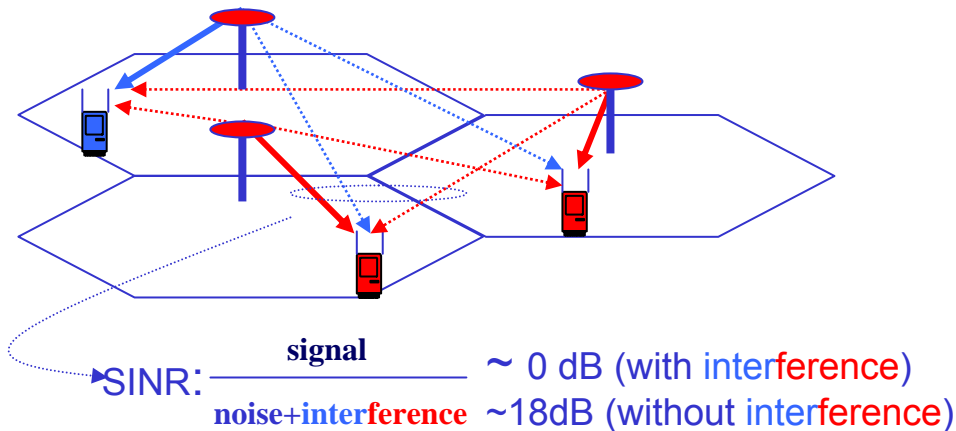 signal
SINR: ~ 0 dB (with interference)
noise+interference ~18dB (without interference)